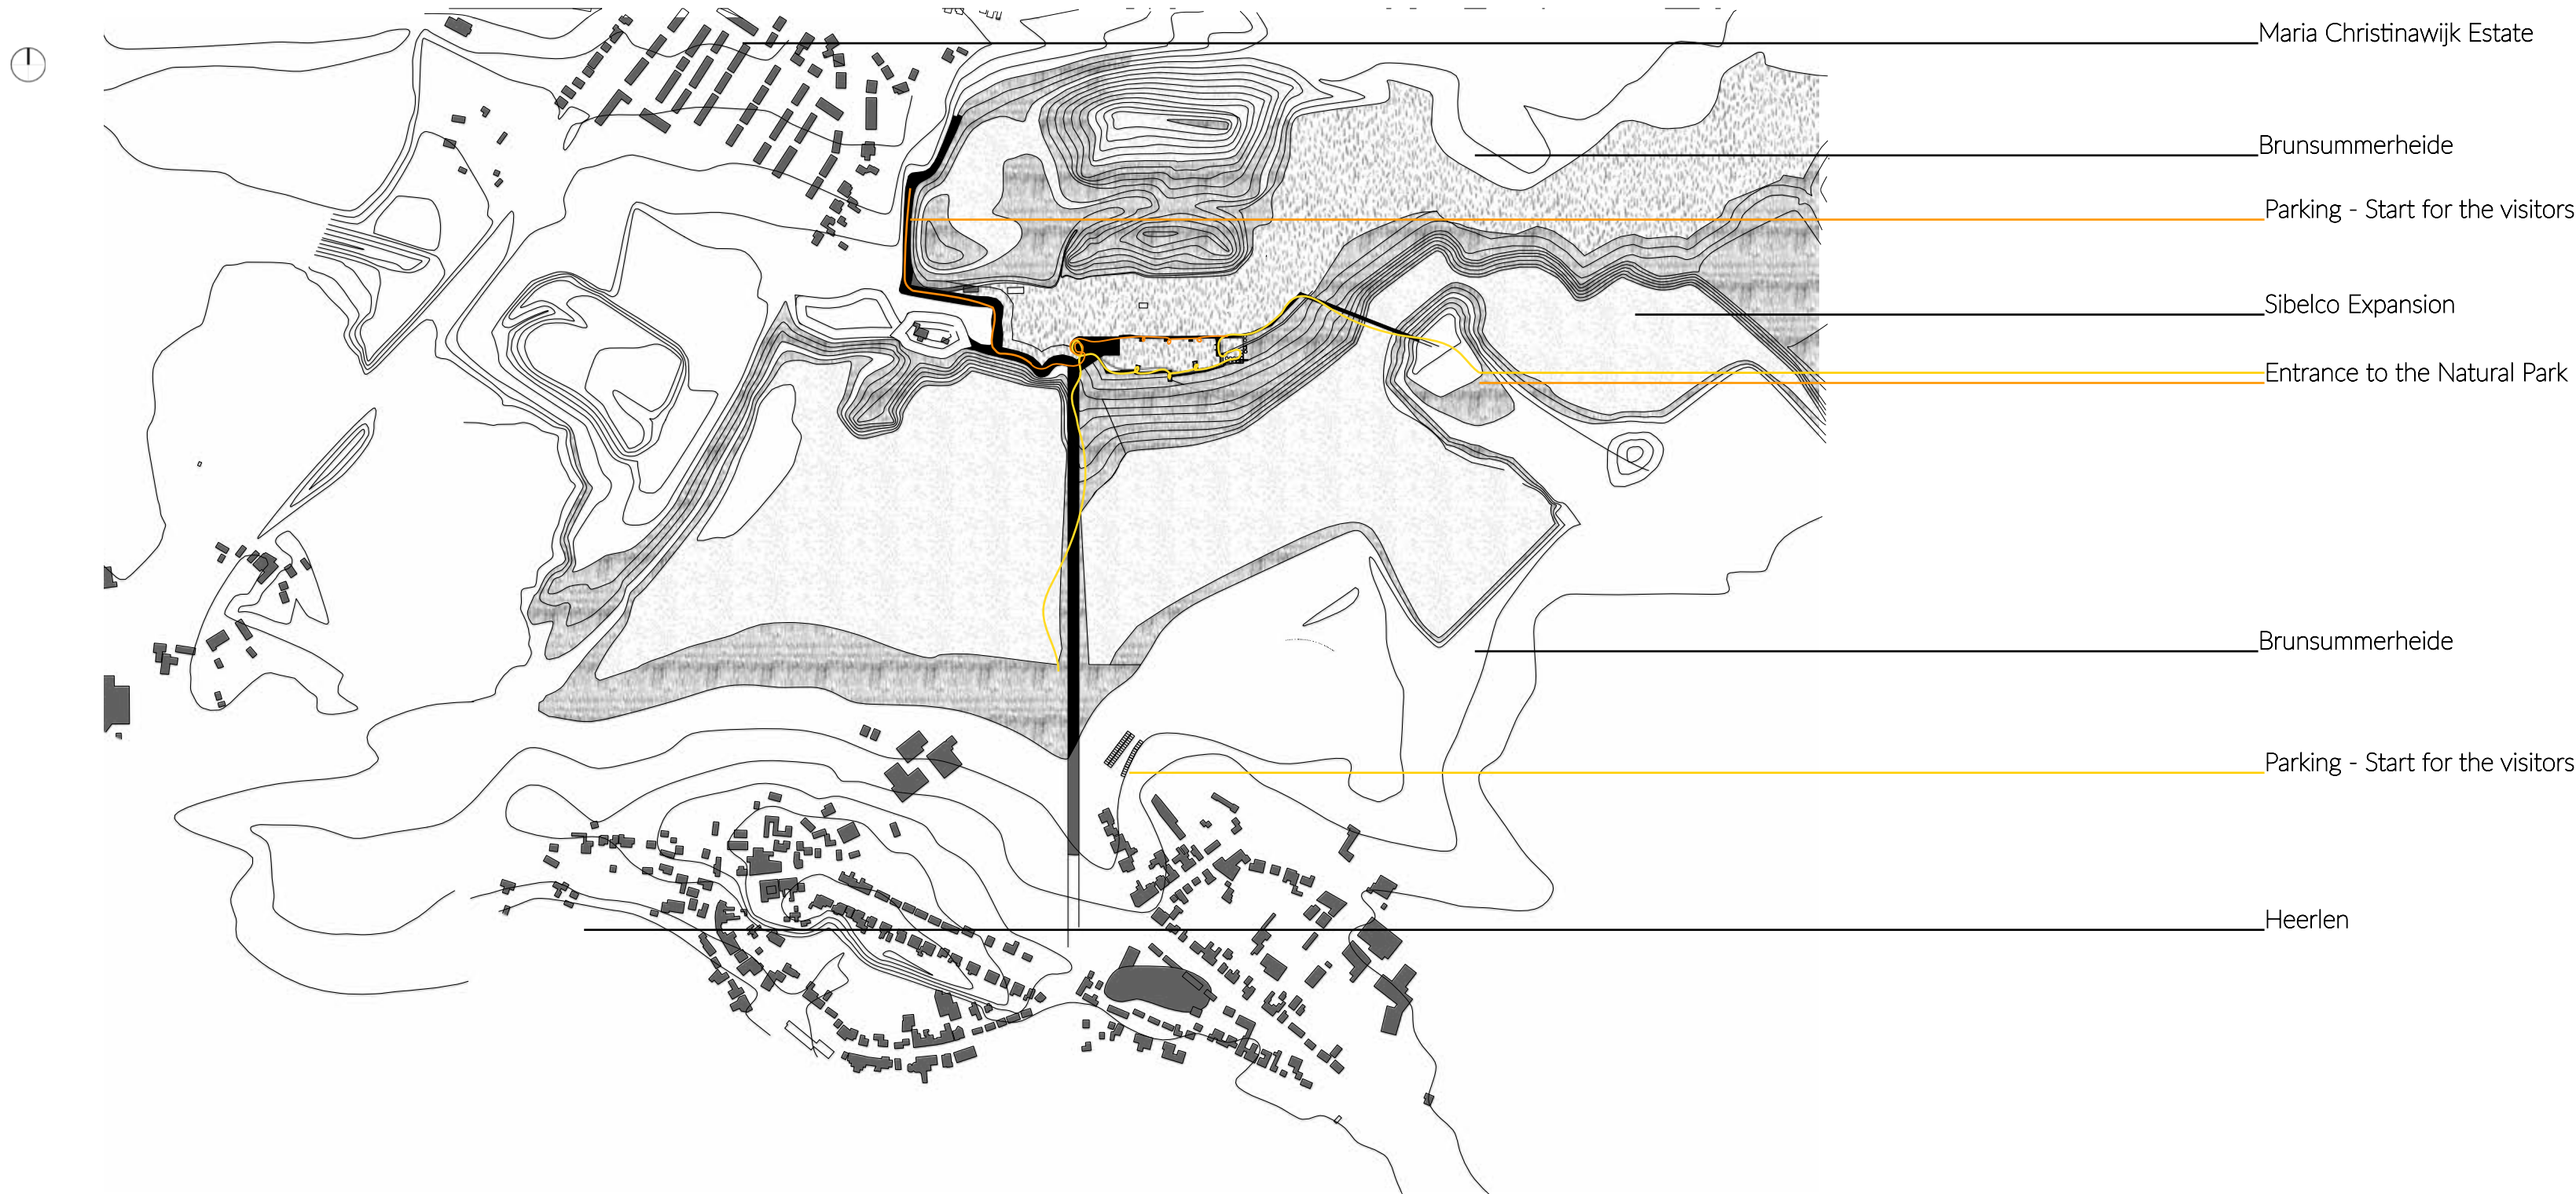 Maria Christinawijk Estate
Brunsummerheide
Parking - Start for the visitors
Sibelco Expansion
Entrance to the Natural Park
Brunsummerheide
Parking - Start for the visitors
Heerlen